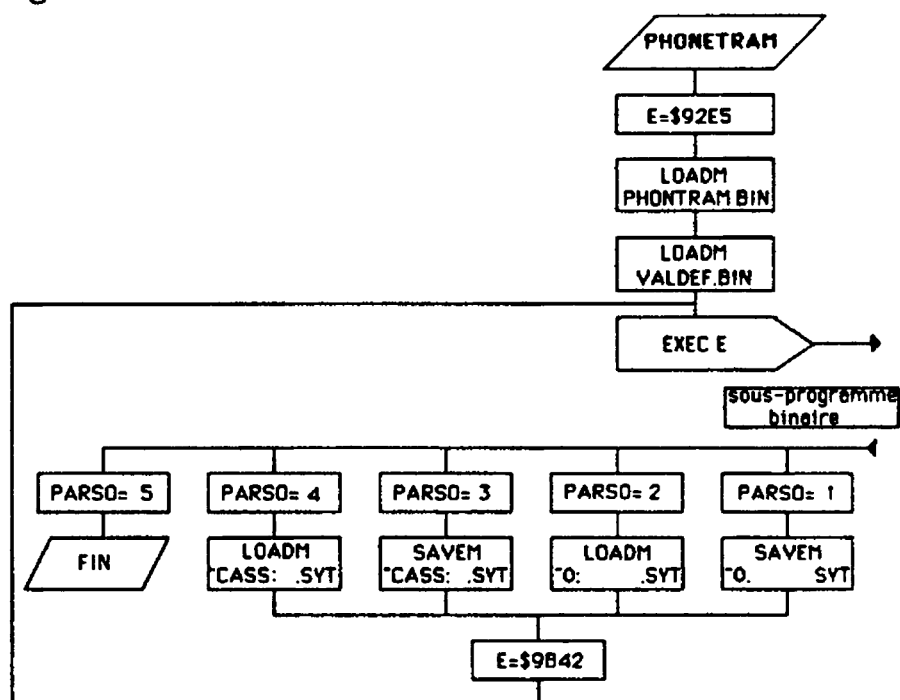 PHONETRAM
E=$92E5
LOADM
PHONTRAM.BIN
LOADM
VALDEF.BIN
EXEC E
sous-programme
binaire
PARSO= 5
PARSO= 4
PARSO= 3
PARSO= 2
PARSO= 1
FIN
LOADM
"CASS: .SYT
SAVEM
"CASS: .SYT
LOADM
"0: .SYT
SAVEM
"0. SYT
E=$9B42